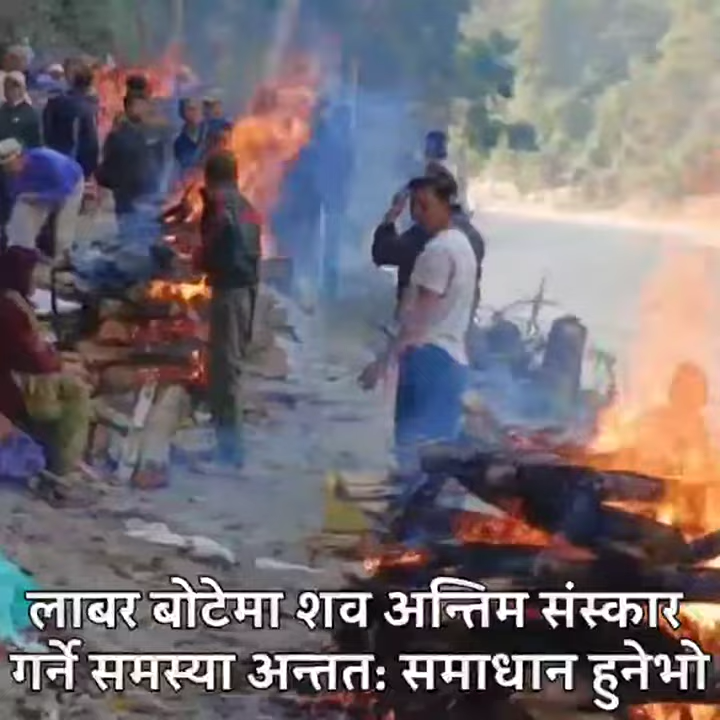 लाबर बोटेमा शव अन्तिम संस्कार
गर्ने समस्या अन्ततः समाधान हुनेभो